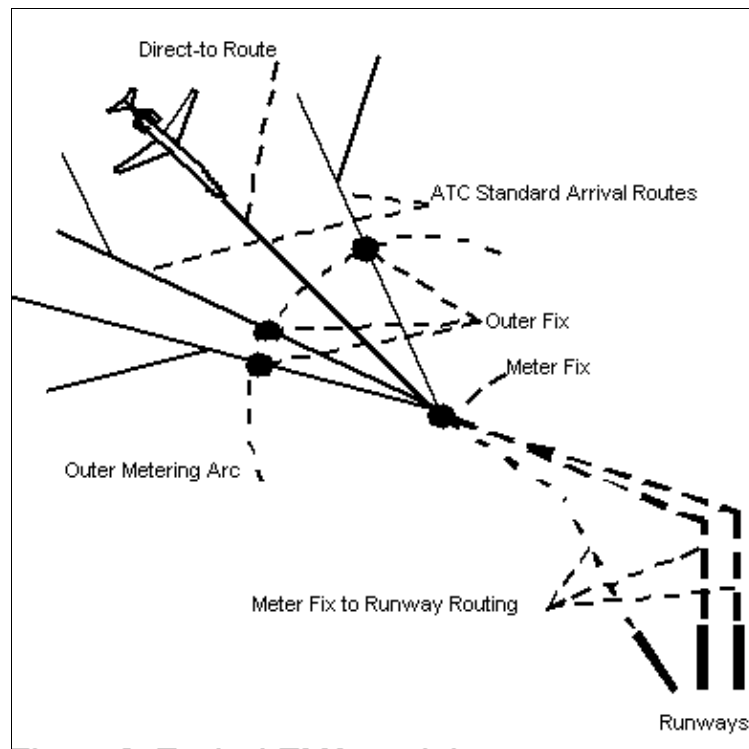 Direct-to Route
ATC Standard Arrival Routes
Outer Fix
Meter Fix
Outer Metering Arc
Meter Fix to Runway Routing
Runways